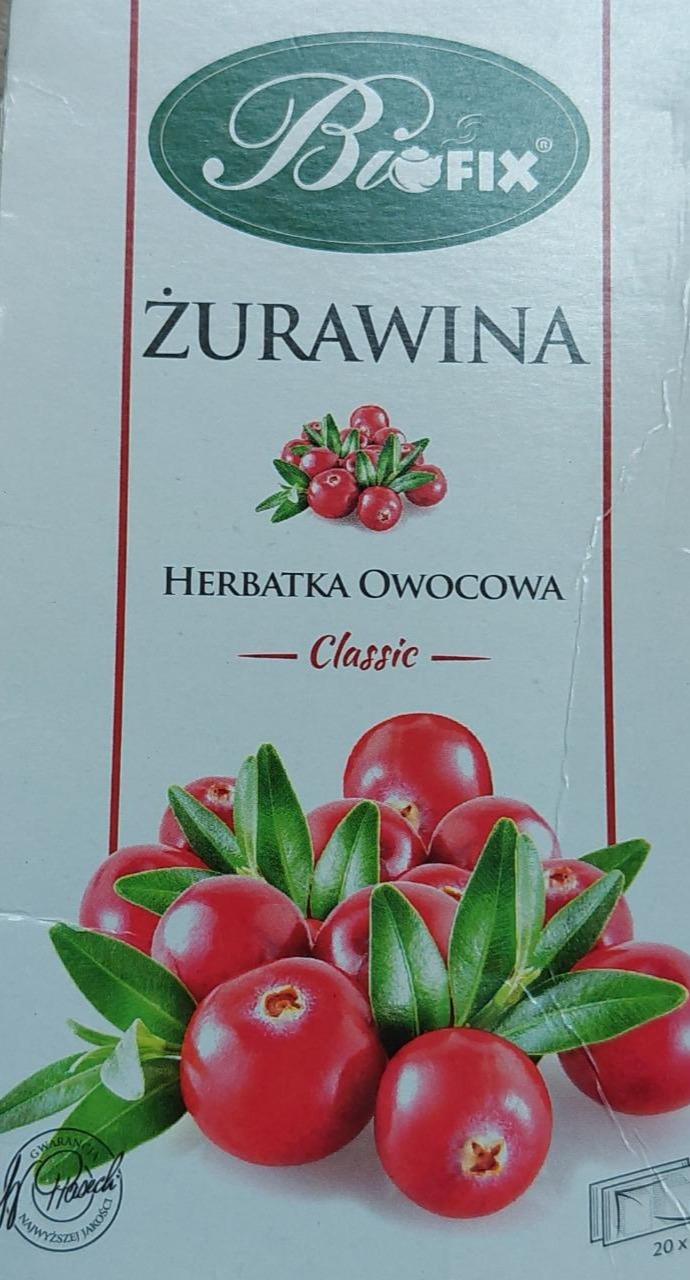 BioFIX®
ŻURAWINA
HERBATKA OWOCOWA
Classic
GWARANCJA
NAJWYŻSZEJ JAKOŚCI
20 x